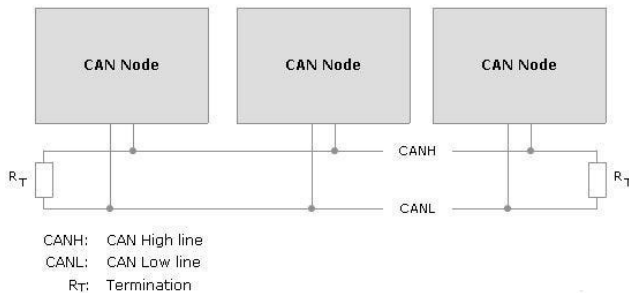 CAN Node CAN Node CAN Node
CANH
RT RT
CANL
CANH: CAN High line
CANL: CAN Low line
RT: Termination